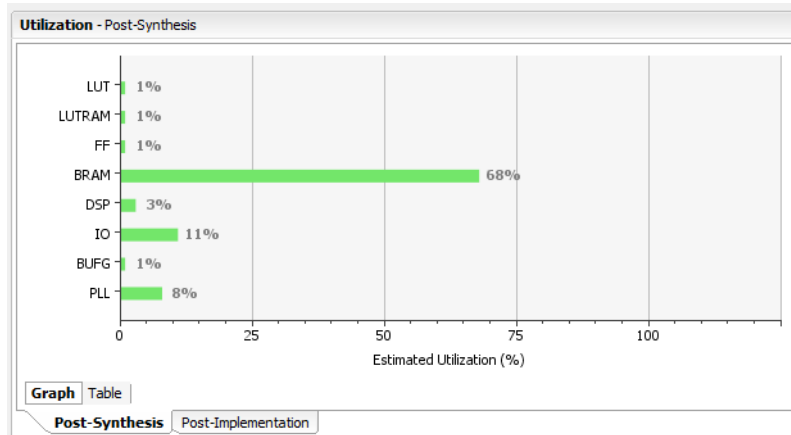 Utilization - Post-Synthesis
LUT 1%
LUTRAM 1%
FF 1%
BRAM 68%
DSP 3%
IO 11%
BUFG 1%
PLL 8%
0 25 50 75 100
Estimated Utilization (%)
Graph Table
Post-Synthesis Post-Implementation